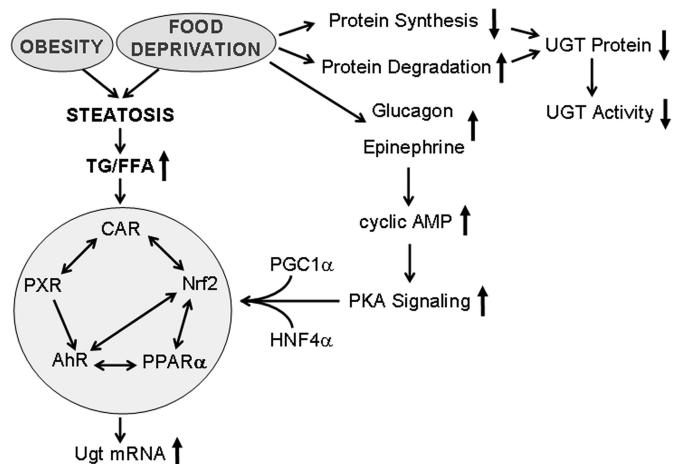 OBESITY
FOOD
DEPRIVATION
Protein Synthesis
Protein Degradation
UGT Protein
UGT Activity
STEATOSIS
TG/FFA
Glucagon
Epinephrine
cyclic AMP
PKA Signaling
PGC1α
HNF4α
CAR
PXR
Nrf2
AhR
PPARα
Ugt mRNA